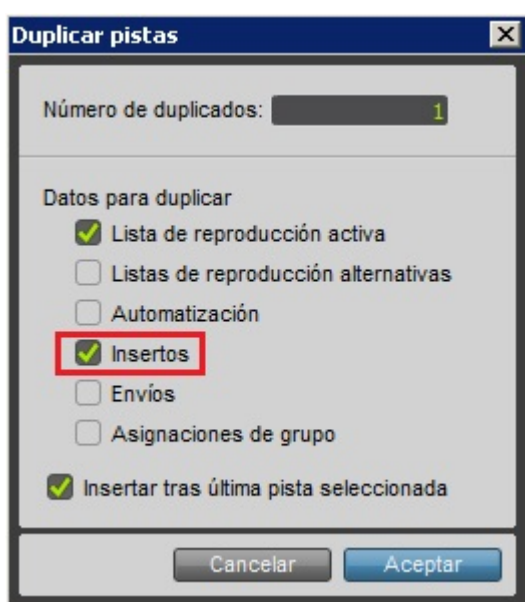 Duplicar pistas
Número de duplicados: 1
Datos para duplicar
Lista de reproducción activa
Listas de reproducción alternativas
Automatización
Insertos
Envíos
Asignaciones de grupo
Insertar tras última pista seleccionada
Cancelar Aceptar